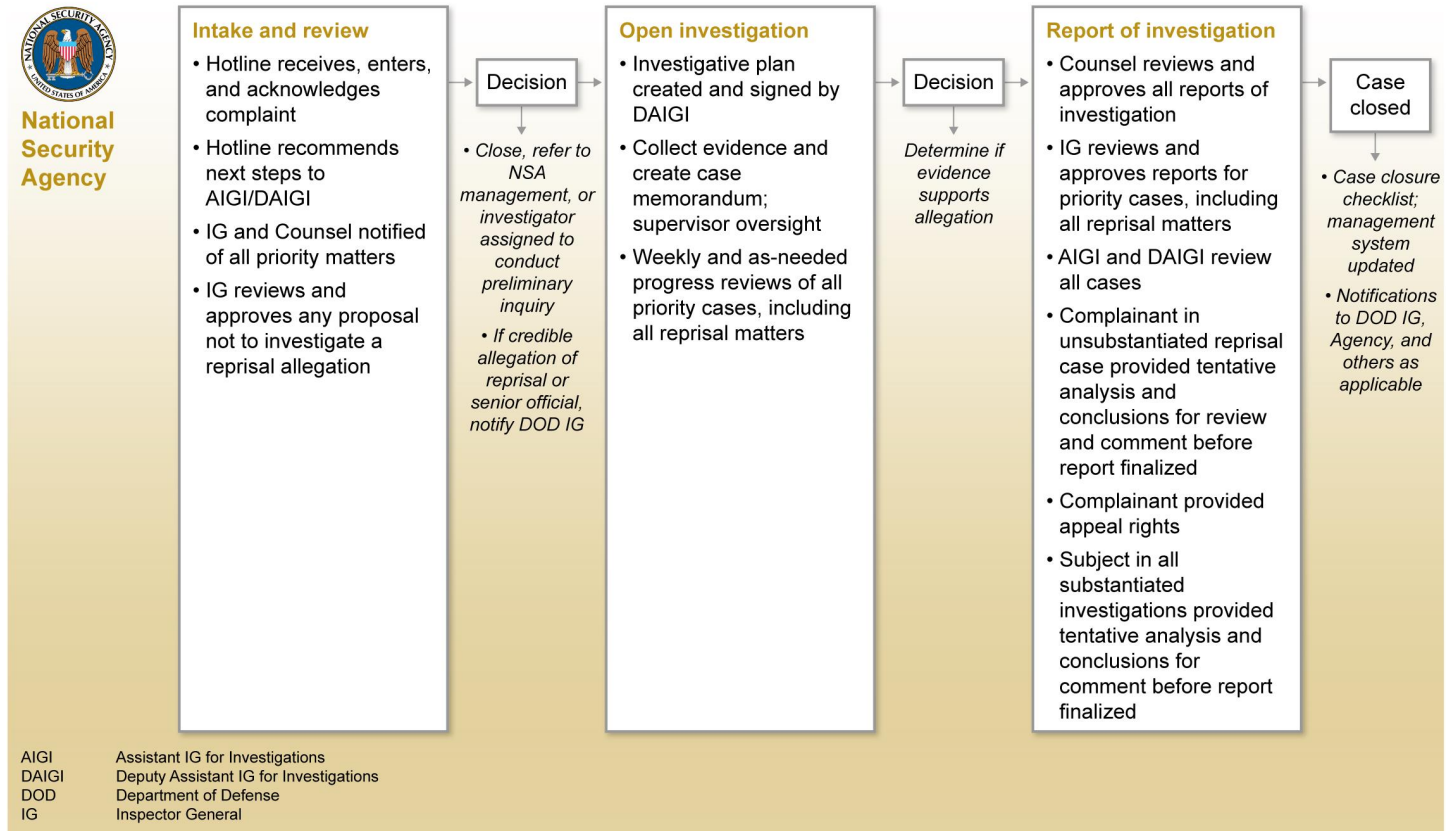 NATIONAL SECURITY AGENCY
UNITED STATES OF AMERICA
National
Security
Agency
Intake and review
• Hotline receives, enters,
and acknowledges
complaint
• Hotline recommends
next steps to
AIGI/DAIGI
• IG and Counsel notified
of all priority matters
• IG reviews and
approves any proposal
not to investigate a
reprisal allegation
Decision
• Close, refer to
NSA
management, or
investigator
assigned to
conduct
preliminary
inquiry
• If credible
allegation of
reprisal or
senior official,
notify DOD IG
Open investigation
• Investigative plan
created and signed by
DAIGI
• Collect evidence and
create case
memorandum;
supervisor oversight
• Weekly and as-needed
progress reviews of all
priority cases, including
all reprisal matters
Decision
Determine if
evidence
supports
allegation
Report of investigation
• Counsel reviews and
approves all reports of
investigation
• IG reviews and
approves reports for
priority cases, including
all reprisal matters
• AIGI and DAIGI review
all cases
• Complainant in
unsubstantiated reprisal
case provided tentative
analysis and
conclusions for review
and comment before
report finalized
• Complainant provided
appeal rights
• Subject in all
substantiated
investigations provided
tentative analysis and
conclusions for
comment before report
finalized
Case
closed
• Case closure
checklist;
management
system
updated
• Notifications
to DOD IG,
Agency, and
others as
applicable
AIGI Assistant IG for Investigations
DAIGI Deputy Assistant IG for Investigations
DOD Department of Defense
IG Inspector General